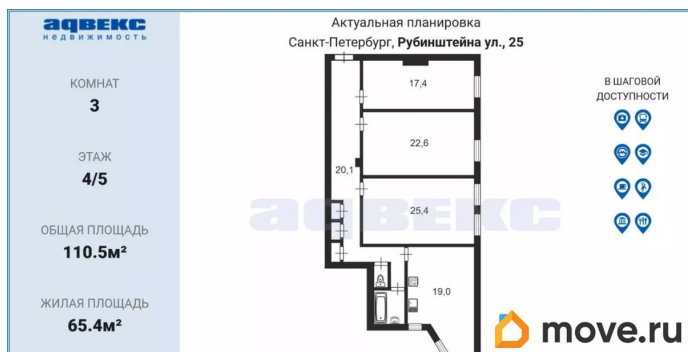 адвекс
НЕДВИЖИМОСТЬ
КОМНАТ
3
ЭТАЖ
4/5
ОБЩАЯ ПЛОЩАДЬ
110.5м²
ЖИЛАЯ ПЛОЩАДЬ
65.4м²
Актуальная планировка
Санкт-Петербург, Рубинштейна ул., 25
17,4
22,6
20,1
25,4
19,0
адвекс
В ШАГОВОЙ
ДОСТУПНОСТИ
move.ru